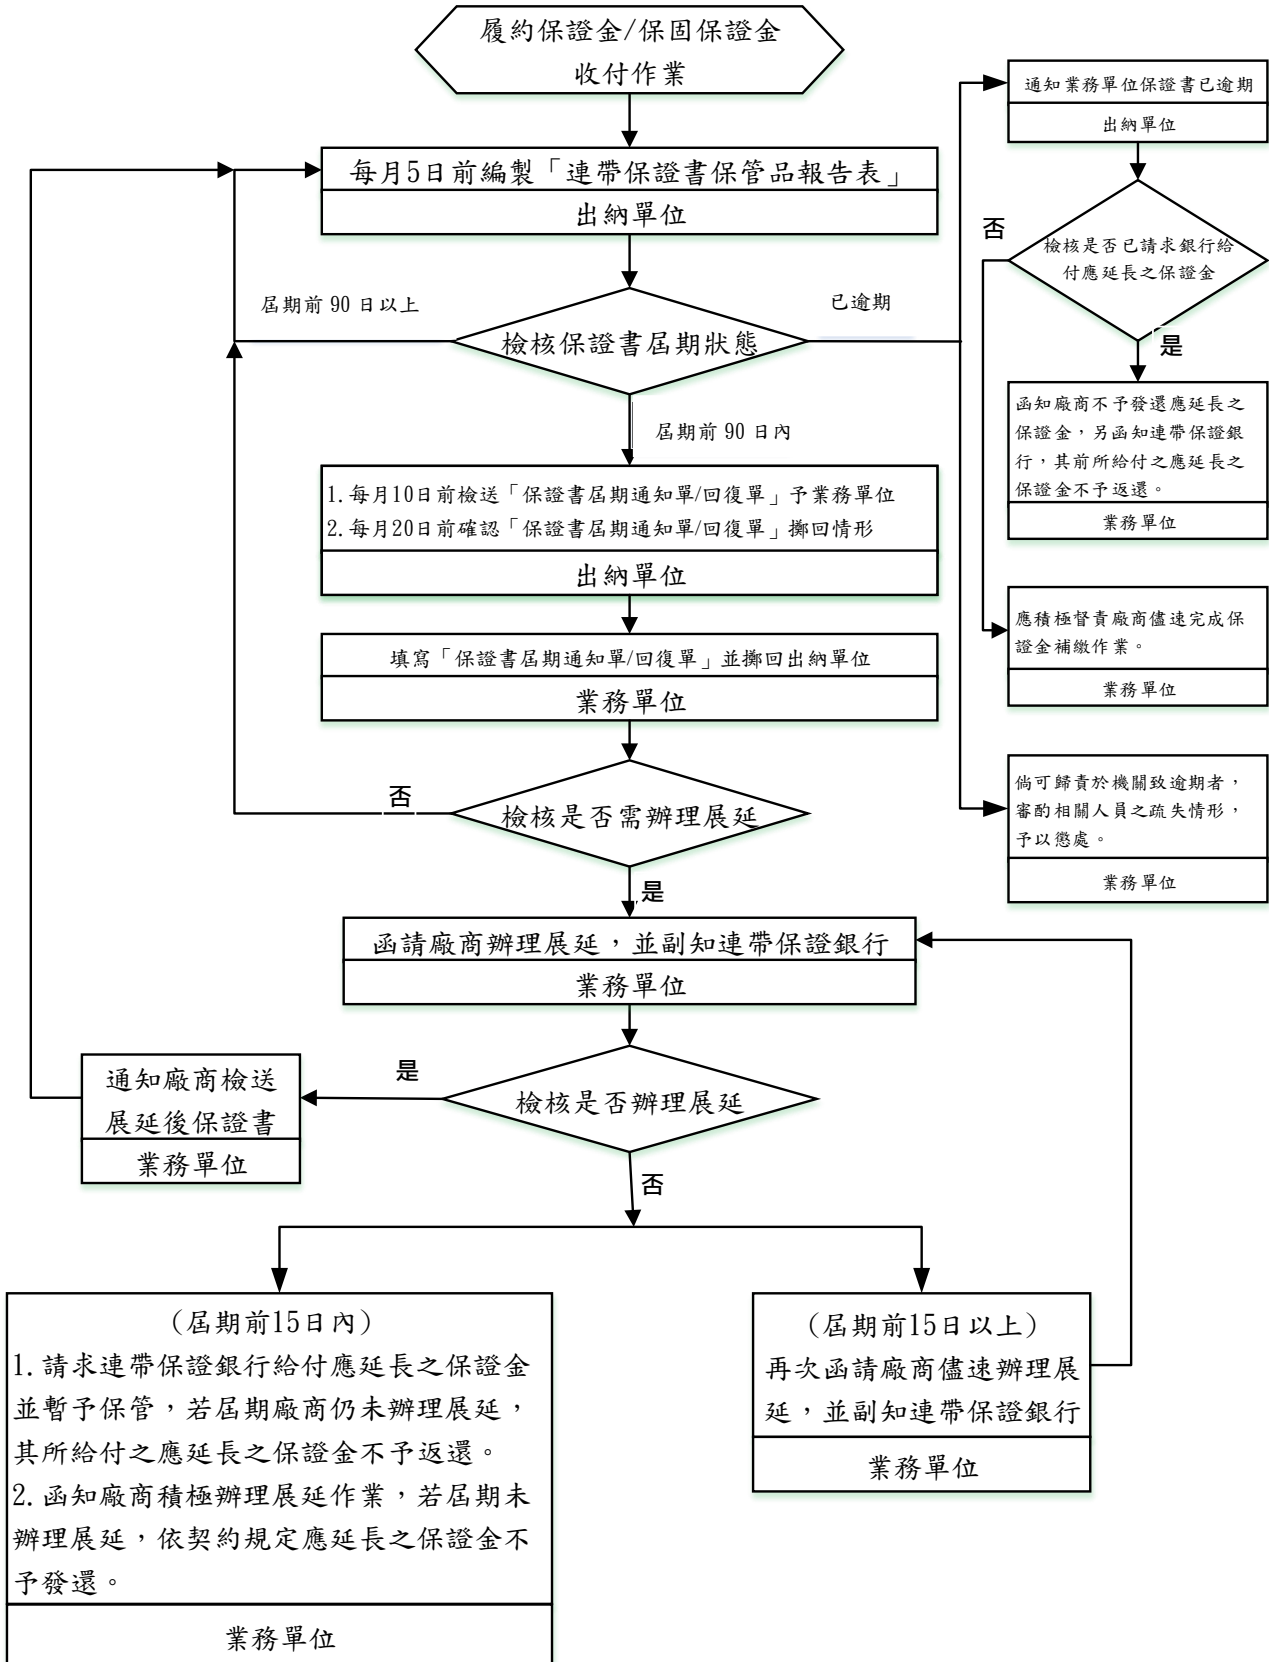 履約保證金/保固保證金
收付作業
每月5日前編製「連帶保證書保管品報告表」
出納單位
屆期前 90 日以上
檢核保證書屆期狀態
已逾期
屆期前 90 日內
1.每月10日前檢送「保證書屆期通知單/回復單」予業務單位
2.每月20日前確認「保證書屆期通知單/回復單」擲回情形
出納單位
填寫「保證書屆期通知單/回復單」並擲回出納單位
業務單位
否
檢核是否需辦理展延
是
函請廠商辦理展延，並副知連帶保證銀行
業務單位
檢核是否辦理展延
是
通知廠商檢送
展延後保證書
業務單位
否
(屆期前15日內)
1.請求連帶保證銀行給付應延長之保證金
並暫予保管，若屆期廠商仍未辦理展延，
其所給付之應延長之保證金不予返還。
2.函知廠商積極辦理展延作業，若屆期未
辦理展延，依契約規定應延長之保證金不
予發還。
業務單位
(屆期前15日以上)
再次函請廠商儘速辦理展
延，並副知連帶保證銀行
業務單位
通知業務單位保證書已逾期
出納單位
否
檢核是否已請求銀行給
付應延長之保證金
是
函知廠商不予發還應延長之
保證金，另函知連帶保證銀
行，其前所給付之應延長之
保證金不予返還。
業務單位
應積極督責廠商儘速完成保
證金補繳作業。
業務單位
倘可歸責於機關致逾期者，
審酌相關人員之疏失情形，
予以懲處。
業務單位